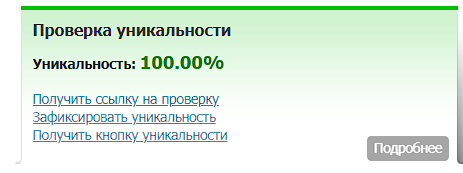 Проверка уникальности
Уникальность: 100.00%
Получить ссылку на проверку
Зафиксировать уникальность
Получить кнопку уникальности
Подробнее